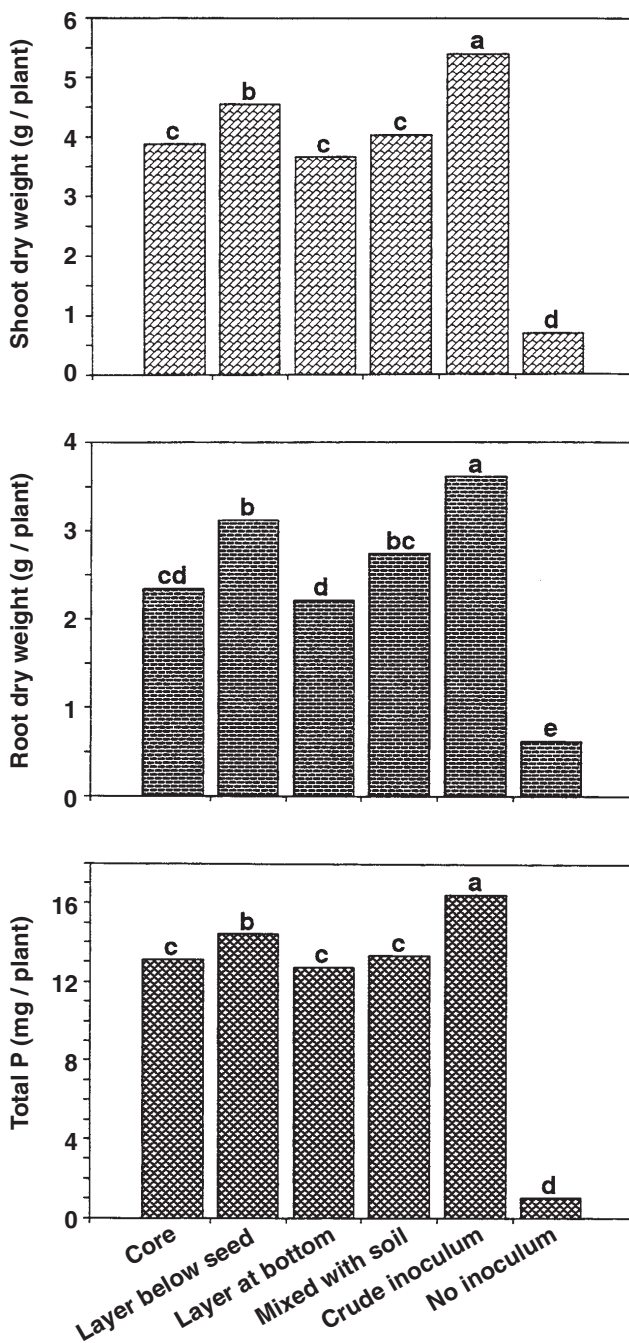 Shoot dry weight (g / plant)
6
5
4
3
2
1
0
c
b
c
c
a
d
Root dry weight (g / plant)
4
3
2
1
0
cd
b
d
bc
a
e
Total P (mg / plant)
16
12
8
4
0
c
b
c
c
a
d
Core
Layer below seed
Layer at bottom
Mixed with soil
Crude inoculum
No inoculum